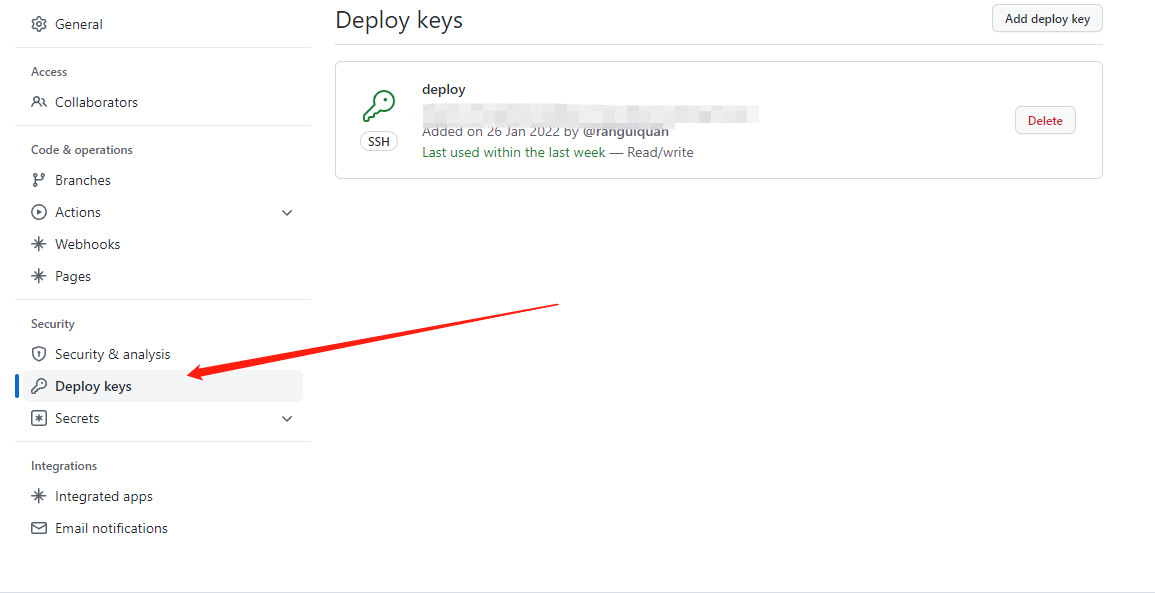 General
Access
Collaborators
Code & operations
Branches
Actions
Webhooks
Pages
Security
Security & analysis
Deploy keys
Secrets
Integrations
Integrated apps
Email notifications
Deploy keys
Add deploy key
deploy
SSH
Added on 26 Jan 2022 by @ranguiquan
Last used within the last week — Read/write
Delete